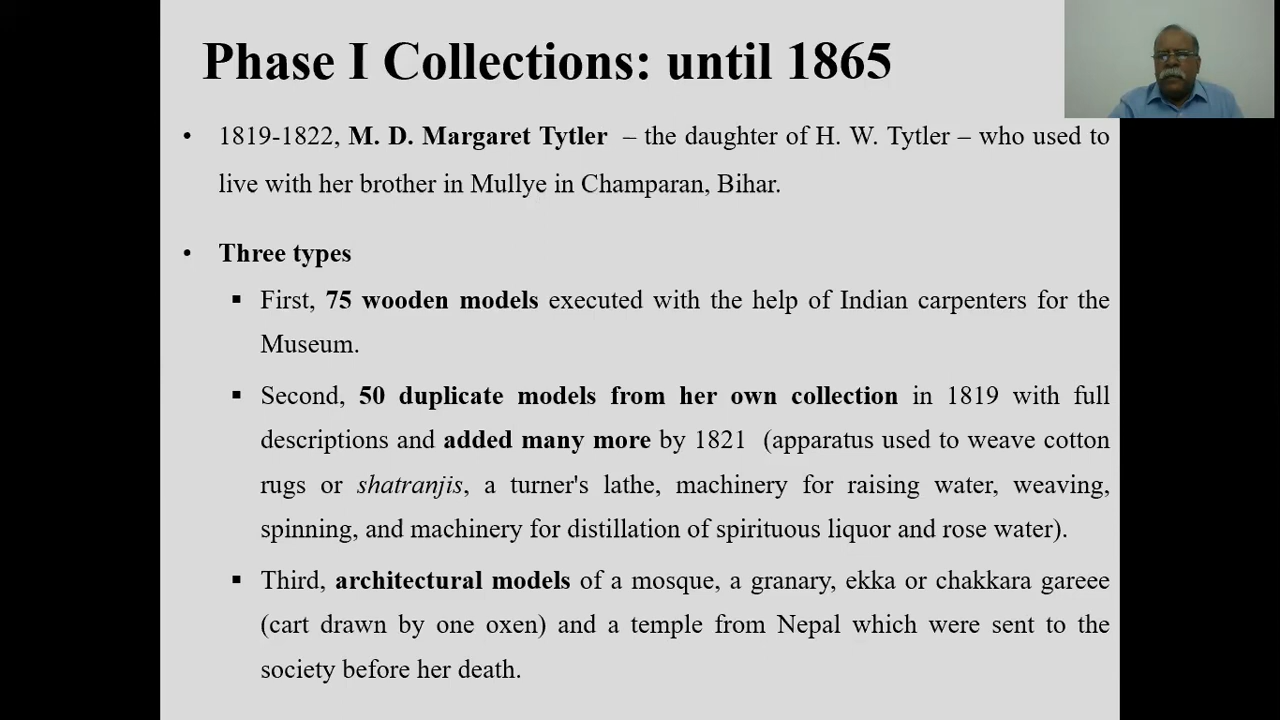 Phase I Collections: until 1865
• 1819-1822, M. D. Margaret Tytler – the daughter of H. W. Tytler – who used to
live with her brother in Mullye in Champaran, Bihar.
• Three types
▪ First, 75 wooden models executed with the help of Indian carpenters for the
Museum.
▪ Second, 50 duplicate models from her own collection in 1819 with full
descriptions and added many more by 1821 (apparatus used to weave cotton
rugs or shatranjis, a turner's lathe, machinery for raising water, weaving,
spinning, and machinery for distillation of spirituous liquor and rose water).
▪ Third, architectural models of a mosque, a granary, ekka or chakkara gareee
(cart drawn by one oxen) and a temple from Nepal which were sent to the
society before her death.